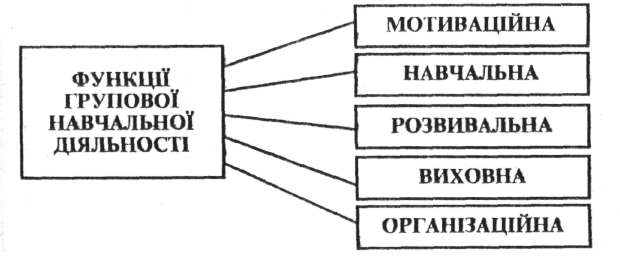 ФУНКЦІЇ
ГРУПОВОЇ
НАВЧАЛЬНОЇ
ДІЯЛЬНОСТІ
МОТИВАЦІЙНА
НАВЧАЛЬНА
РОЗВИВАЛЬНА
ВИХОВНА
ОРГАНІЗАЦІЙНА